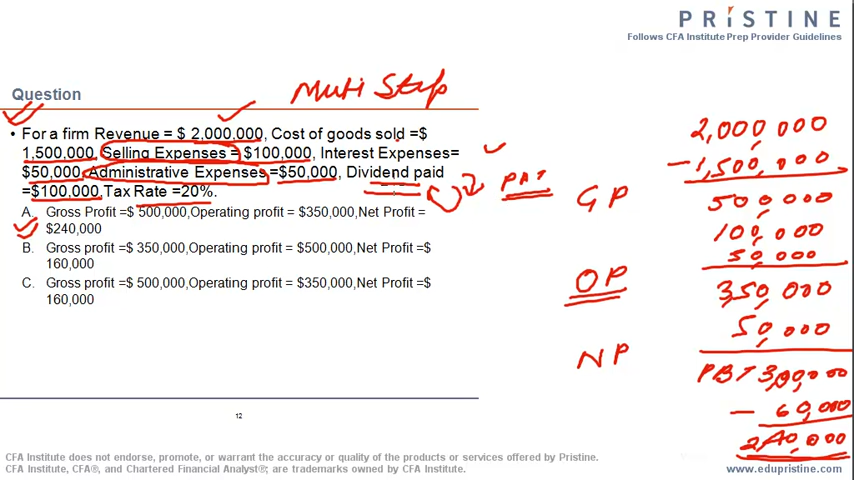 PRiSTINE
Follows CFA Institute Prep Provider Guidelines
Question
Multi Step
• For a firm Revenue = $ 2,000,000, Cost of goods sold =$
1,500,000, Selling Expenses = $100,000, Interest Expenses=
$50,000, Administrative Expenses =$50,000, Dividend paid
=$100,000,Tax Rate =20%.
A. Gross Profit =$ 500,000,Operating profit = $350,000,Net Profit =
$240,000
B. Gross profit =$ 350,000,Operating profit = $500,000,Net Profit =$
160,000
C. Gross profit =$ 500,000,Operating profit = $350,000,Net Profit =$
160,000
PAT
2,000,000
-1,500,000
GP 500,000
100,000
50,000
OP 350,000
50,000
NP
PBT 300,000
- 60,000
240,000
12
CFA Institute does not endorse, promote, or warrant the accuracy or quality of the products or services offered by Pristine.
CFA Institute, CFA®, and Chartered Financial Analyst®; are trademarks owned by CFA Institute.
www.edupristine.com